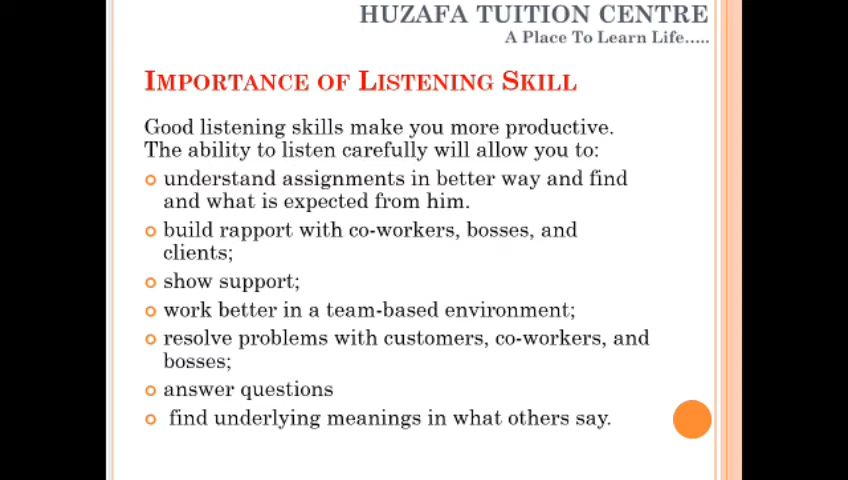 HUZAFA TUITION CENTRE
A Place To Learn Life.....
IMPORTANCE OF LISTENING SKILL
Good listening skills make you more productive.
The ability to listen carefully will allow you to:
understand assignments in better way and find
and what is expected from him.
build rapport with co-workers, bosses, and
clients;
show support;
work better in a team-based environment;
resolve problems with customers, co-workers, and
bosses;
answer questions
find underlying meanings in what others say.